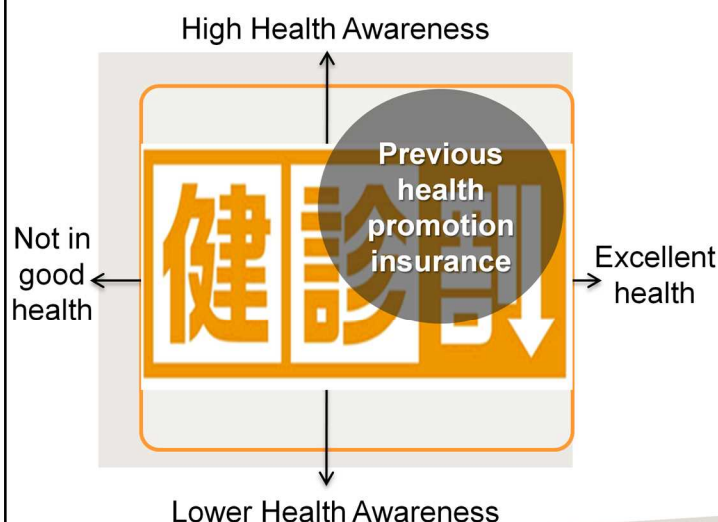 High Health Awareness
Previous
health
promotion
insurance
健診割
Not in
good
health
Excellent
health
Lower Health Awareness